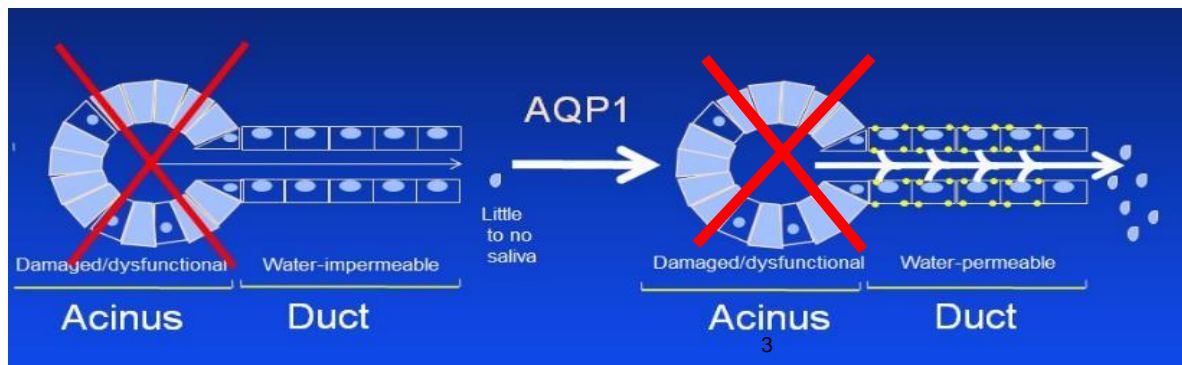 AQP1
Little
to no
saliva
Damaged/dysfunctional
Water-impermeable
Damaged/dysfunctional
Water-permeable
Acinus
Duct
Acinus
Duct
3